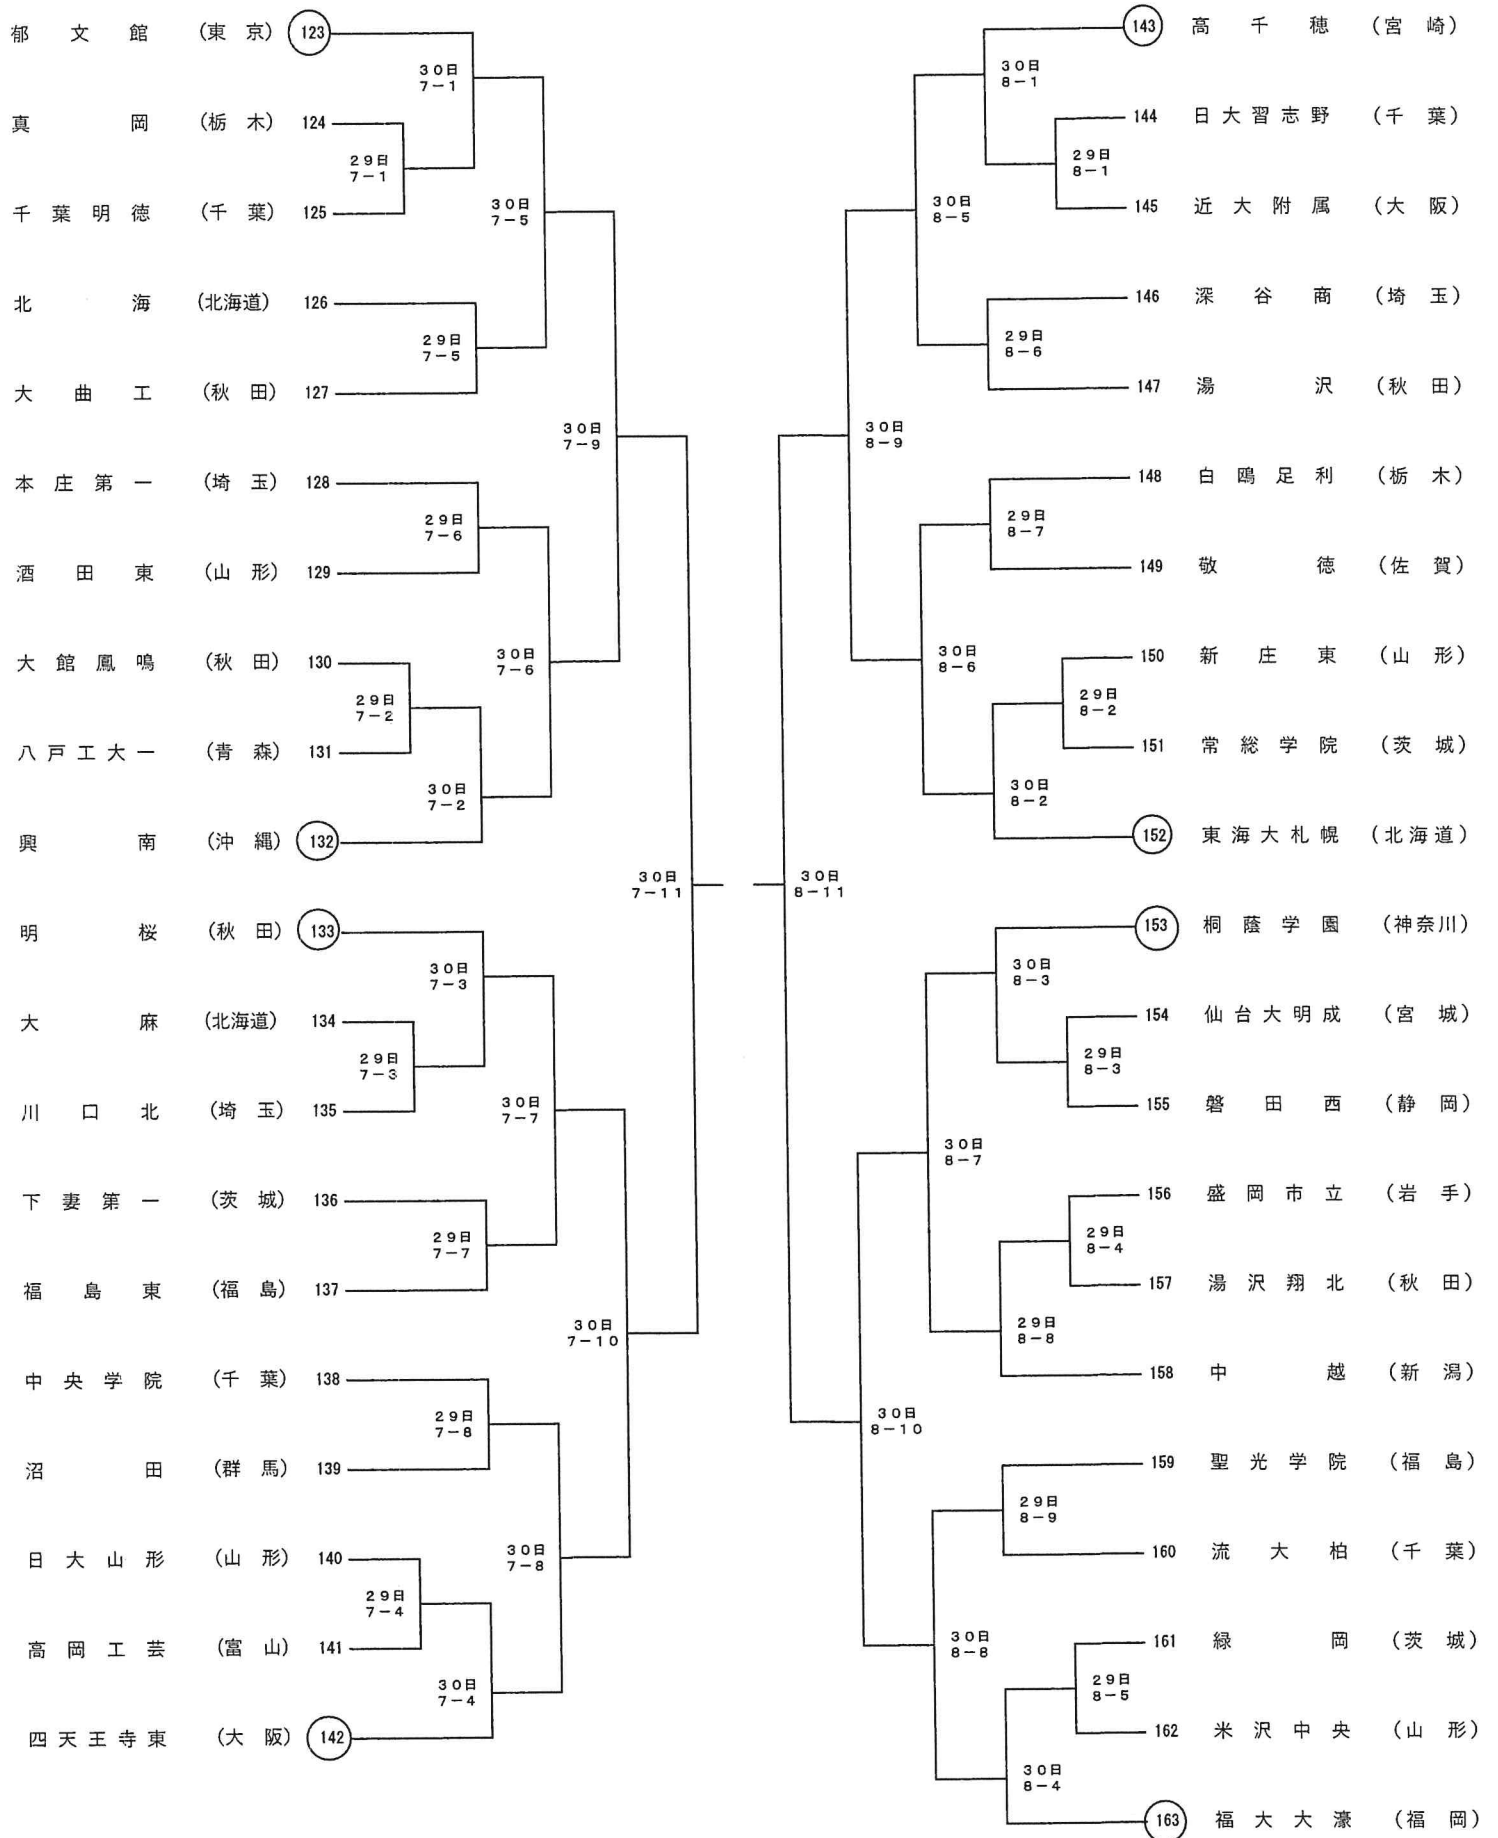 郁文館 (東京) 123
30日
7-1
真岡 (栃木) 124
29日
7-1
千葉明徳 (千葉) 125
30日
7-5
北海 (北海道) 126
29日
7-5
大曲工 (秋田) 127
30日
7-9
本庄第一 (埼玉) 128
29日
7-6
酒田東 (山形) 129
30日
7-6
大館鳳鳴 (秋田) 130
29日
7-2
八戸工大一 (青森) 131
30日
7-2
興南 (沖縄) 132
30日
7-11
明桜 (秋田) 133
30日
7-3
大麻 (北海道) 134
29日
7-3
川口北 (埼玉) 135
30日
7-7
下妻第一 (茨城) 136
29日
7-7
福島東 (福島) 137
30日
7-10
中央学院 (千葉) 138
29日
7-8
沼田 (群馬) 139
30日
7-8
日大山形 (山形) 140
29日
7-4
高岡工芸 (富山) 141
30日
7-4
四天王寺東 (大阪) 142
143 高千穂 (宮崎)
30日
8-1
144 日大習志野 (千葉)
29日
8-1
145 近大附属 (大阪)
30日
8-5
146 深谷商 (埼玉)
29日
8-6
147 湯沢 (秋田)
30日
8-9
148 白鴎足利 (栃木)
29日
8-7
149 敬徳 (佐賀)
30日
8-6
150 新庄東 (山形)
29日
8-2
151 常総学院 (茨城)
30日
8-2
152 東海大札幌 (北海道)
30日
8-11
153 桐蔭学園 (神奈川)
30日
8-3
154 仙台大明成 (宮城)
29日
8-3
155 磐田西 (静岡)
30日
8-7
156 盛岡市立 (岩手)
29日
8-4
157 湯沢翔北 (秋田)
29日
8-8
158 中越 (新潟)
30日
8-10
159 聖光学院 (福島)
29日
8-9
160 流大柏 (千葉)
30日
8-8
161 緑岡 (茨城)
29日
8-5
162 米沢中央 (山形)
30日
8-4
163 福大大濠 (福岡)